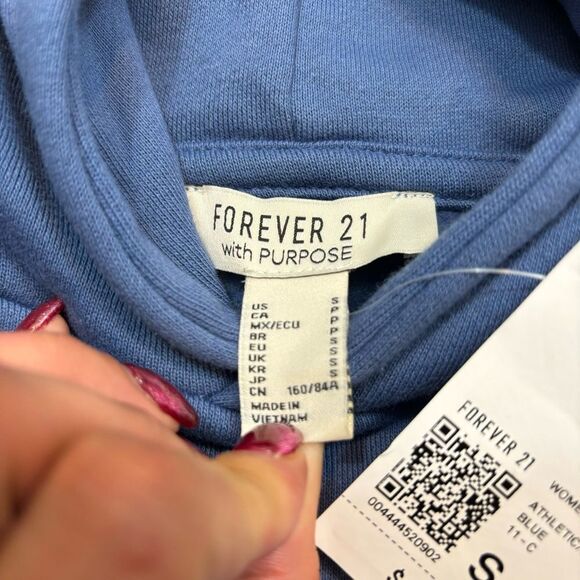 FOREVER 21
with PURPOSE
US S
CA P
MX/ECU P
BR P
EU S
UK S
KR S
JP S
CN 160/84A
MADE IN
VIETNAM
FOREVER 21
WOME
ATHLETIC
BLUE
11-C
004444520902
S
$